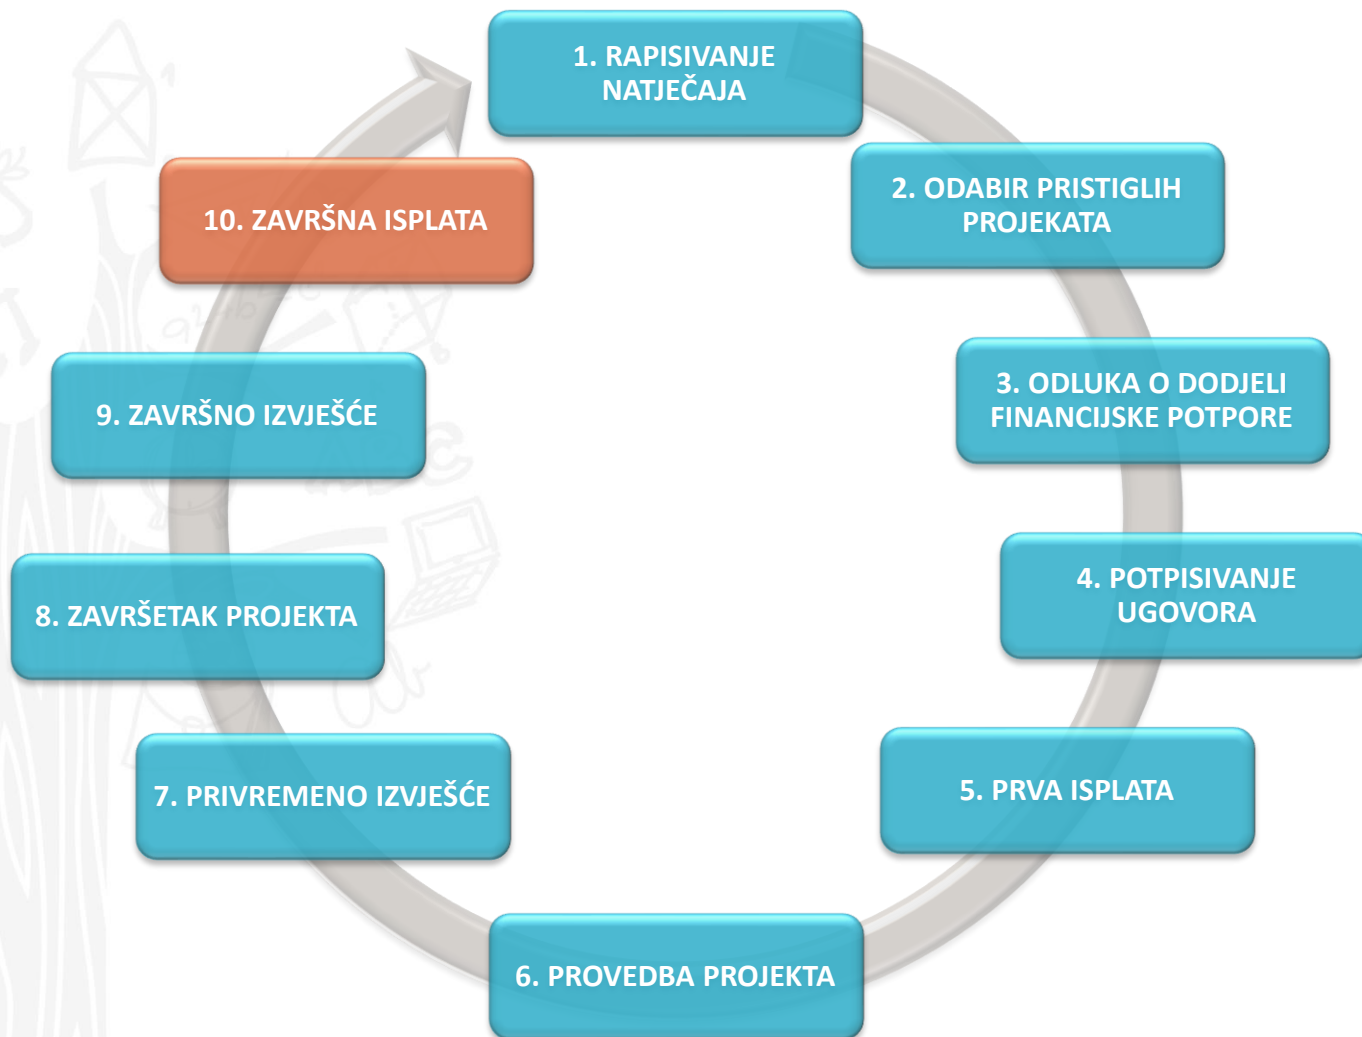 1. RAPISIVANJE
NATJEČAJA
2. ODABIR PRISTIGLIH
PROJEKATA
3. ODLUKA O DODJELI
FINANCIJSKE POTPORE
4. POTPISIVANJE
UGOVORA
5. PRVA ISPLATA
6. PROVEDBA PROJEKTA
7. PRIVREMENO IZVJEŠĆE
8. ZAVRŠETAK PROJEKTA
9. ZAVRŠNO IZVJEŠĆE
10. ZAVRŠNA ISPLATA